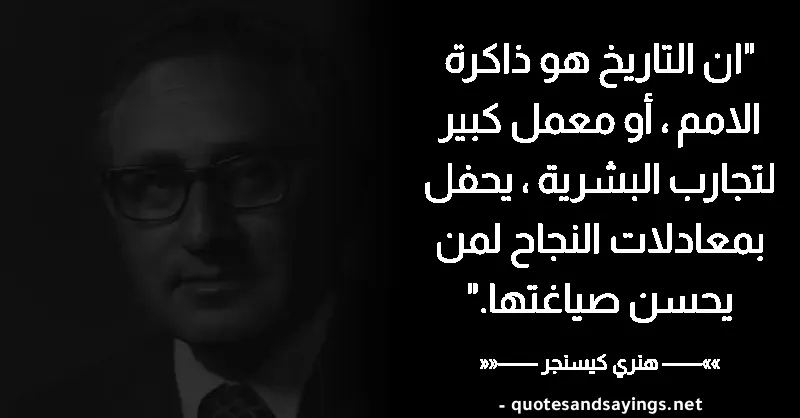 "ان التاريخ هو ذاكرة
الامم ، أو معمل كبير
لتجارب البشرية ، يحفل
بمعادلات النجاح لمن
يحسن صياغتها."
»»—— هنري كيسنجر ——««
- quotesandsayings.net